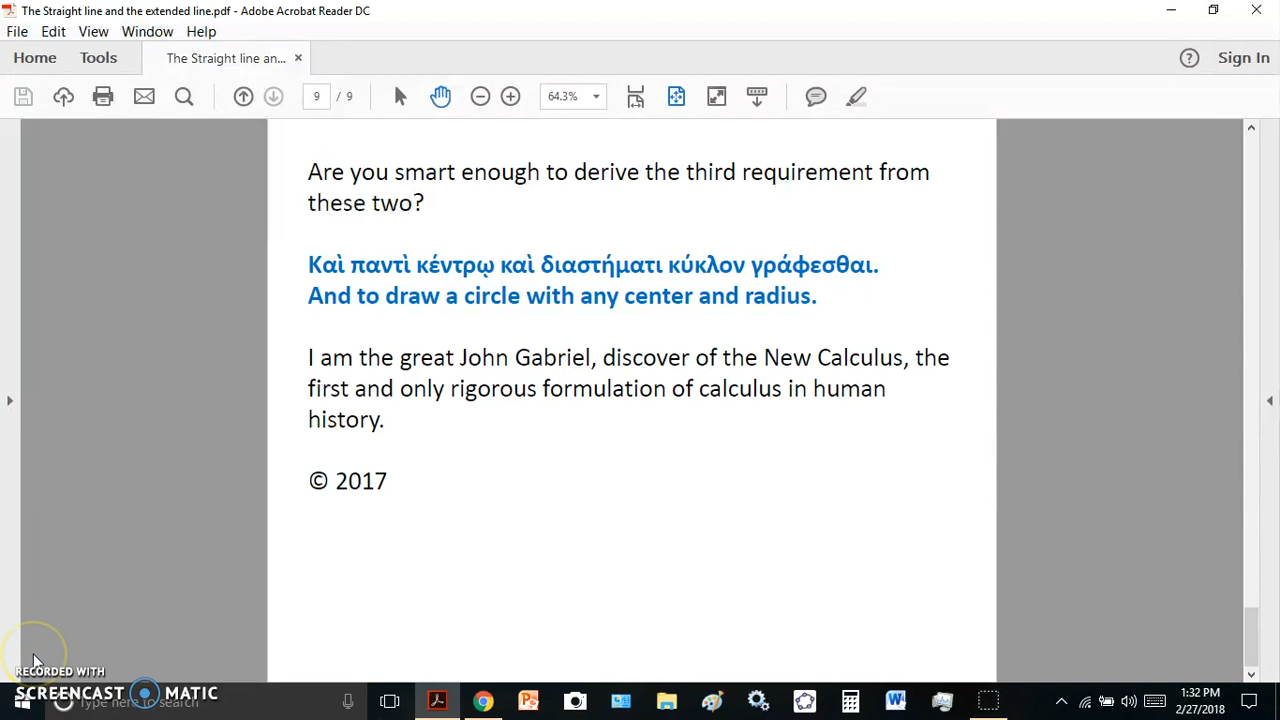 The Straight line and the extended line.pdf - Adobe Acrobat Reader DC
File Edit View Window Help
Home Tools The Straight line an... × Sign In
9 / 9 64.3%
Are you smart enough to derive the third requirement from
these two?
Καὶ παντὶ κέντρῳ καὶ διαστήματι κύκλον γράφεσθαι.
And to draw a circle with any center and radius.
I am the great John Gabriel, discover of the New Calculus, the
first and only rigorous formulation of calculus in human
history.
© 2017
RECORDED WITH
SCREENCAST MATIC
Type here to search
1:32 PM
2/27/2018